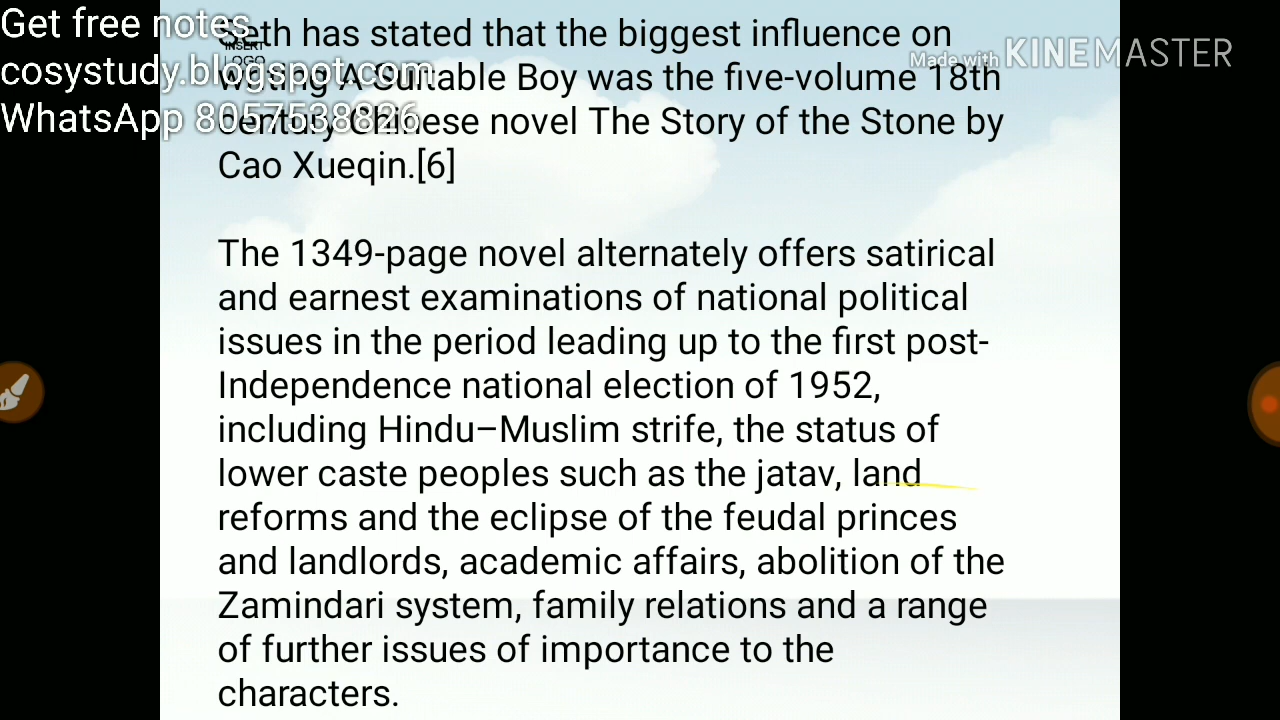 Get free notes
cosystudy.blogspot.com
WhatsApp 8057538826
INSERT
LOGO
Made with KINEMASTER
Seth has stated that the biggest influence on
writing A Suitable Boy was the five-volume 18th
century Chinese novel The Story of the Stone by
Cao Xueqin.[6]
The 1349-page novel alternately offers satirical
and earnest examinations of national political
issues in the period leading up to the first post-
Independence national election of 1952,
including Hindu–Muslim strife, the status of
lower caste peoples such as the jatav, land
reforms and the eclipse of the feudal princes
and landlords, academic affairs, abolition of the
Zamindari system, family relations and a range
of further issues of importance to the
characters.